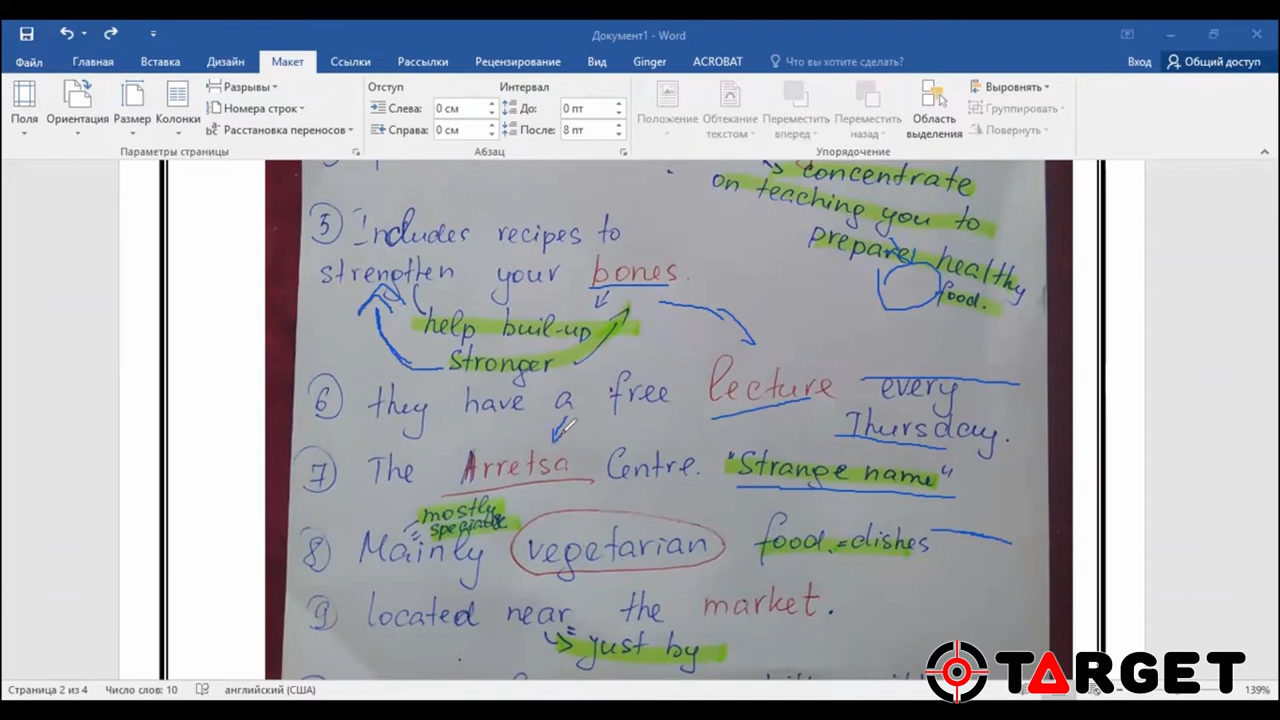 Документ1 - Word
Файл Главная Вставка Дизайн Макет Ссылки Рассылки Рецензирование Вид Ginger ACROBAT Что вы хотите сделать? Вход Общий доступ
Поля Ориентация Размер Колонки
Разрывы
Номера строк
Расстановка переносов
Параметры страницы
Отступ Интервал
Слева: 0 см До: 0 пт
Справа: 0 см После: 8 пт
Абзац
Положение Обтекание текстом Переместить вперед Переместить назад Область выделения
Выровнять
Группировать
Повернуть
Упорядочение
concentrate
on teaching you to
prepare healthy
food.
5 Includes recipes to
strengthen your bones.
help buil-up
stronger
6 they have a free lecture every
Thursday.
7 The Arretsa Centre. "Strange name"
mostly
8 Mainly vegetarian food. = dishes
9 located near the market.
= just by
TARGET
Страница 2 из 4 Число слов: 10 английский (США) 139%